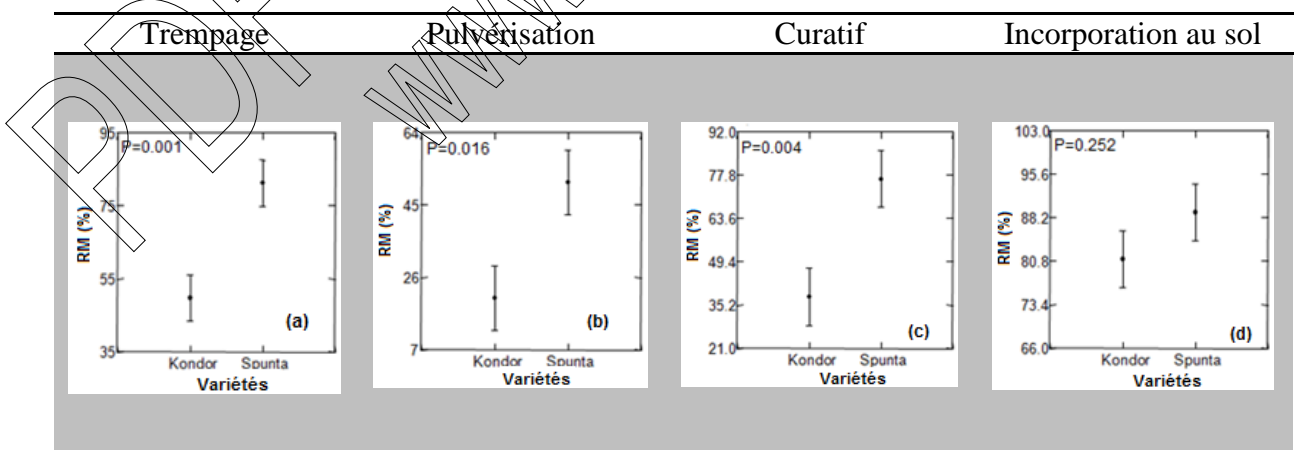 Trempage Pulvérisation Curatif Incorporation au sol
P=0.001
95
75
55
35
RM (%)
(a)
Kondor Spunta
Variétés
P=0.016
64
45
26
7
RM (%)
(b)
Kondor Spunta
Variétés
P=0.004
92.0
77.8
63.6
49.4
35.2
21.0
RM (%)
(c)
Kondor Spunta
Variétés
P=0.252
103.0
95.6
88.2
80.8
73.4
66.0
RM (%)
(d)
Kondor Spunta
Variétés
PDF
www